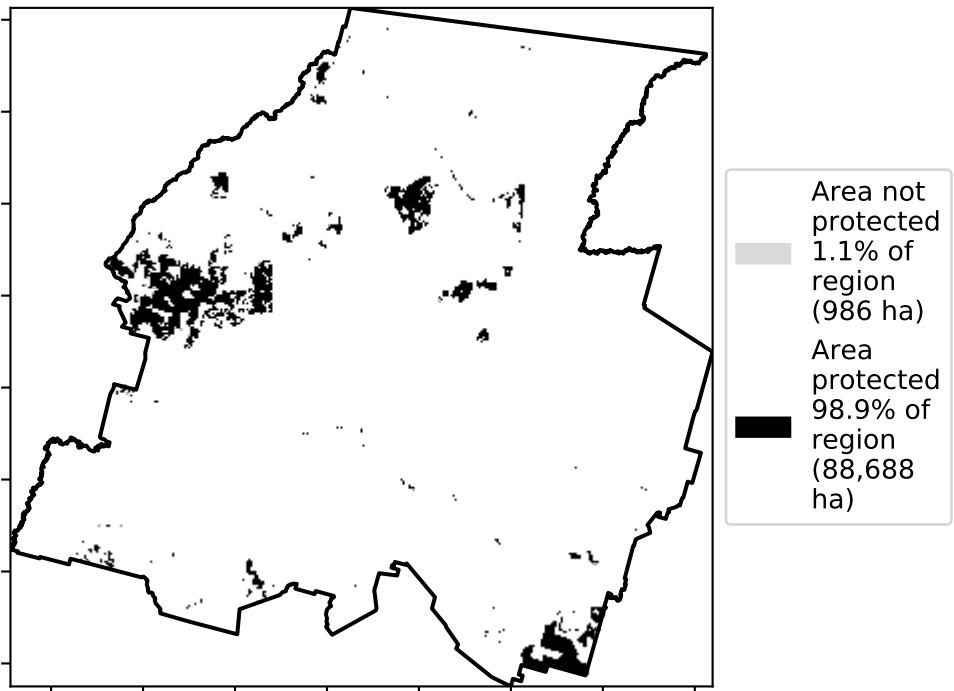 Area not
protected
1.1% of
region
(986 ha)
Area
protected
98.9% of
region
(88,688
ha)